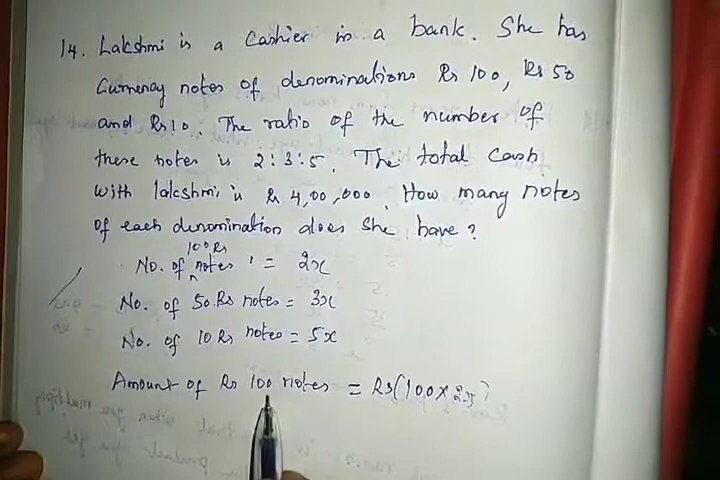 14. Lakshmi is a Cashier in a bank. She has
Currency notes of denominations Rs 100, Rs 50
and Rs 10. The ratio of the number of
these notes is 2:3:5. The total Cash
with lakshmi is Rs 4,00,000. How many notes
of each denomination does She have?
No. of 100 Rs notes = 2x
No. of 50 Rs notes = 3x
No. of 10 Rs notes = 5x
Amount of Rs 100 notes = Rs(100×2x)